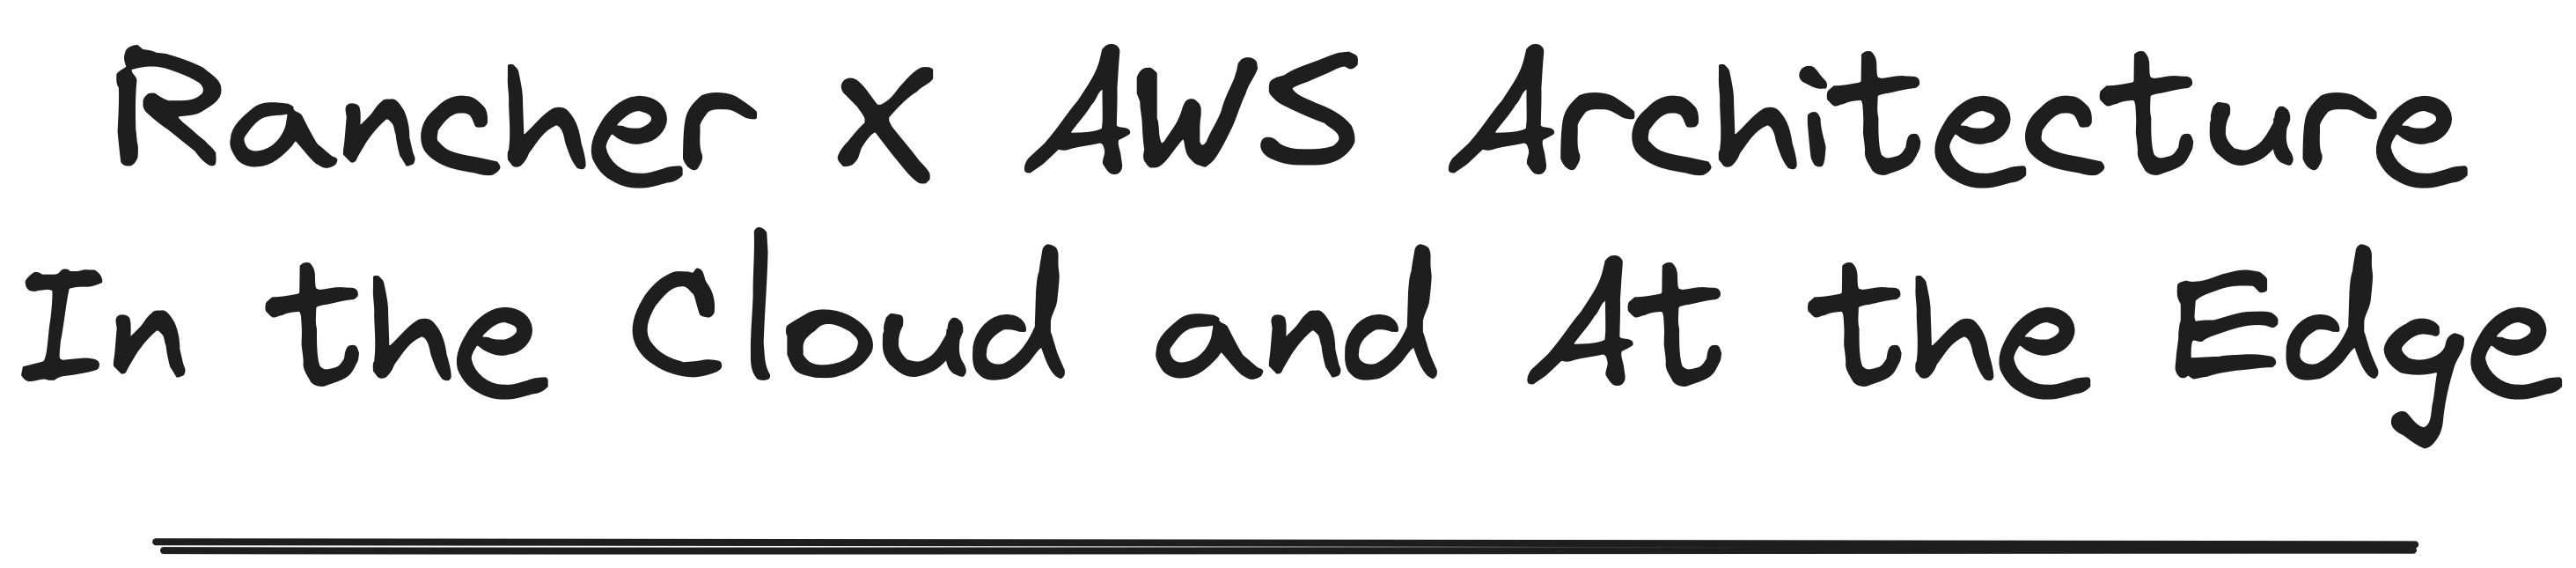 Rancher X AWS Architecture
In the Cloud and At the Edge